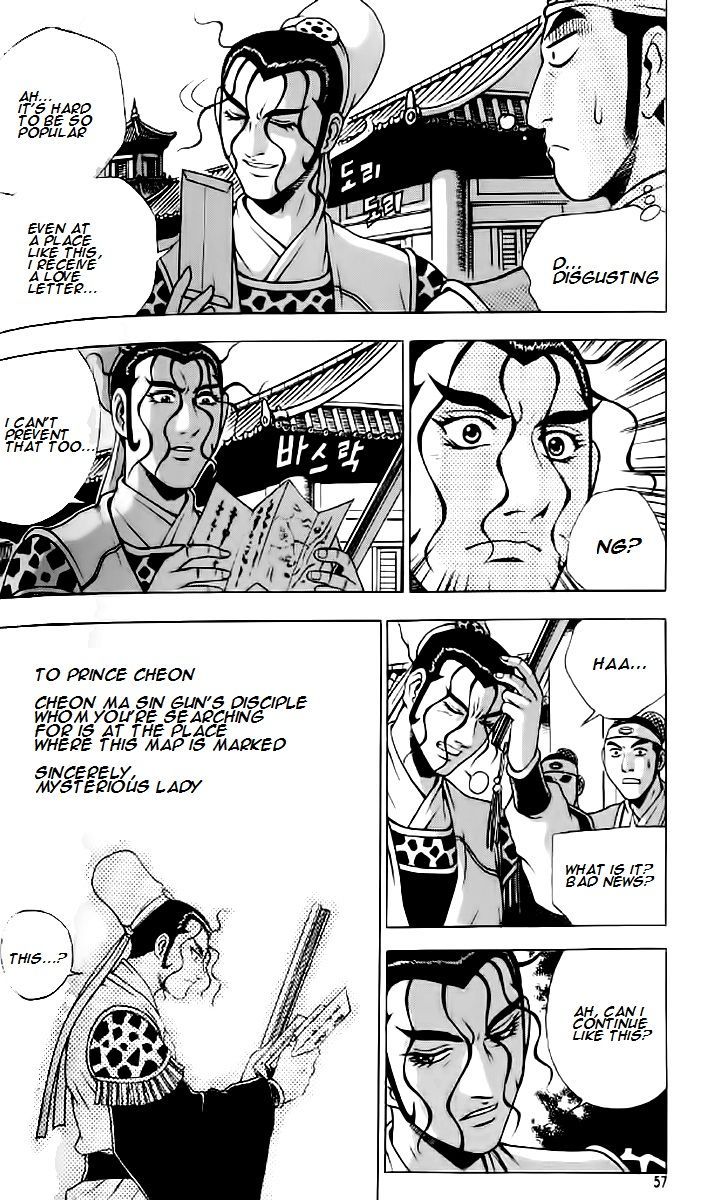 AH...
IT'S HARD
TO BE SO
POPULAR
EVEN AT
A PLACE
LIKE THIS,
I RECEIVE
A LOVE
LETTER...
도리
도리
D...
DISGUSTING
I CAN'T
PREVENT
THAT TOO...
바스락
NG?
TO PRINCE CHEON
CHEON MA SIN GUN'S DISCIPLE
WHOM YOU'RE SEARCHING
FOR IS AT THE PLACE
WHERE THIS MAP IS MARKED
SINCERELY,
MYSTERIOUS LADY
THIS...?
HAA...
WHAT IS IT?
BAD NEWS?
AH, CAN I
CONTINUE
LIKE THIS?
57